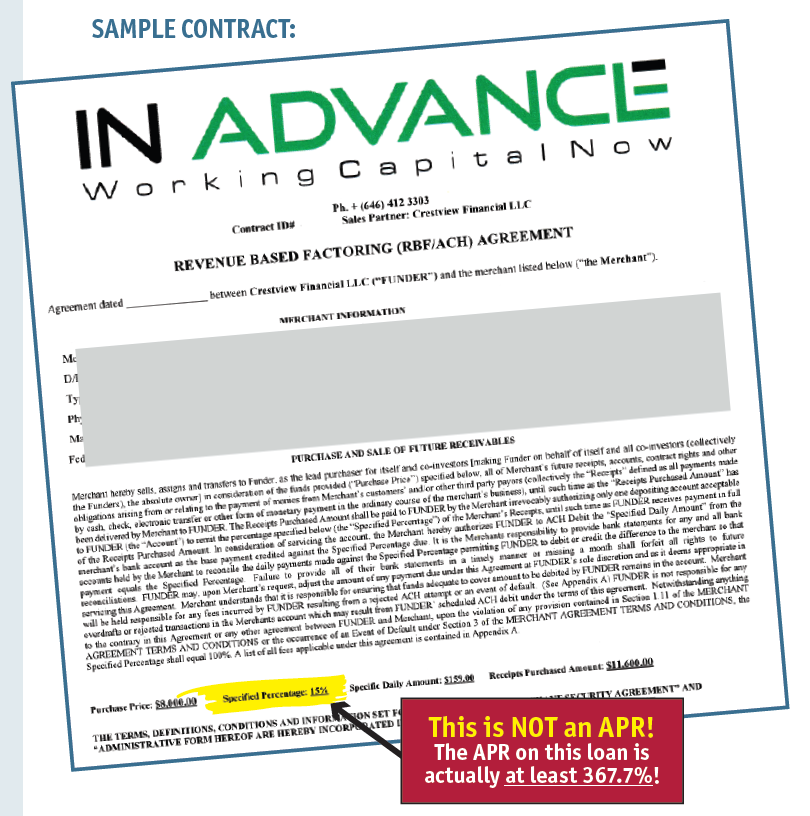 SAMPLE CONTRACT:
IN ADVANCE
Working Capital Now
Ph. + (646) 412 3303
Contract ID# Sales Partner: Crestview Financial LLC
REVENUE BASED FACTORING (RBF/ACH) AGREEMENT
Agreement dated ______________ between Crestview Financial LLC ("FUNDER") and the merchant listed below ("the Merchant").
MERCHANT INFORMATION
PURCHASE AND SALE OF FUTURE RECEIVABLES
Merchant hereby sells, assigns and transfers to Funder, as the lead purchaser for itself and co-investors [making Funder on behalf of itself and all co-investors (collectively
the Funders), the absolute owner] in consideration of the funds provided ("Purchase Price") specified below, all of Merchant's future receipts, accounts, contract rights and other
obligations arising from or relating to the payment of monies from Merchant's customers' and/or other third party payors (collectively the "Receipts" defined as all payments made
by cash, check, electronic transfer or other form of monetary payment in the ordinary course of the merchant's business), until such time as the "Receipts Purchased Amount" has
been delivered by Merchant to FUNDER. The Receipts Purchased Amount shall be paid to FUNDER by the Merchant irrevocably authorizing only one depositing account acceptable
to FUNDER (the "Account") to remit the percentage specified below (the "Specified Percentage") of the Merchant's Receipts, until such time as FUNDER receives payment in full
of the Receipts Purchased Amount. In consideration of servicing the account, the Merchant hereby authorizes FUNDER to ACH Debit the "Specified Daily Amount" from the
merchant's bank account as the base payment credited against the Specified Percentage due. It is the Merchants responsibility to provide bank statements for any and all bank
accounts held by the Merchant to reconcile the daily payments made against the Specified Percentage permitting FUNDER to debit or credit the difference to the merchant so that
payment equals the Specified Percentage. Failure to provide all of their bank statements in a timely manner or missing a month shall forfeit all rights to future
reconciliations. FUNDER may, upon Merchant's request, adjust the amount of any payment due under this Agreement at FUNDER's sole discretion and as it deems appropriate in
servicing this Agreement. Merchant understands that it is responsible for ensuring that funds adequate to cover amount to be debited by FUNDER remains in the account. Merchant
will be held responsible for any fees incurred by FUNDER resulting from a rejected ACH attempt or an event of default. (See Appendix A) FUNDER is not responsible for any
overdrafts or rejected transactions in the Merchants account which may result from FUNDER' scheduled ACH debit under the terms of this agreement. Notwithstanding anything
to the contrary in this Agreement or any other agreement between FUNDER and Merchant, upon the violation of any provision contained in Section 1.11 of the MERCHANT
AGREEMENT TERMS AND CONDITIONS or the occurrence of an Event of Default under Section 3 of the MERCHANT AGREEMENT TERMS AND CONDITIONS, the
Specified Percentage shall equal 100%. A list of all fees applicable under this agreement is contained in Appendix A.
Purchase Price: $8,000.00 Specified Percentage: 15% Specific Daily Amount: $159.00 Receipts Purchased Amount: $11,600.00
THE TERMS, DEFINITIONS, CONDITIONS AND INFORMATION SET FO SECURITY AGREEMENT" AND
"ADMINISTRATIVE FORM HEREOF ARE HEREBY INCORPORATED I
This is NOT an APR!
The APR on this loan is
actually at least 367.7%!